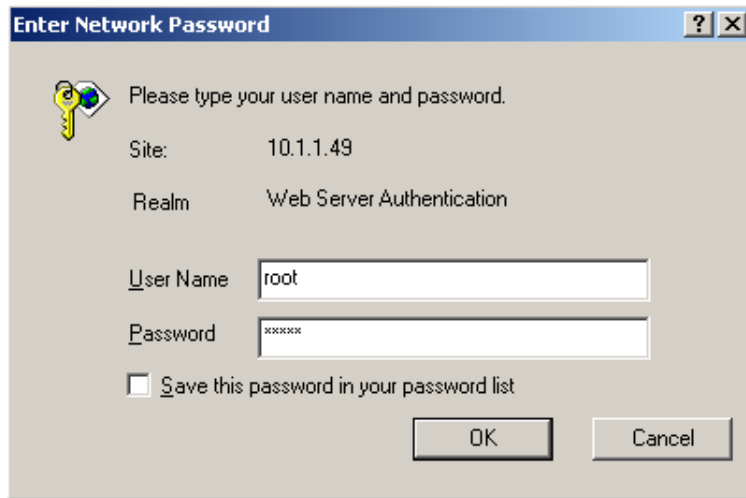 Enter Network Password
Please type your user name and password.
Site: 10.1.1.49
Realm Web Server Authentication
User Name root
Password *****
Save this password in your password list
OK Cancel